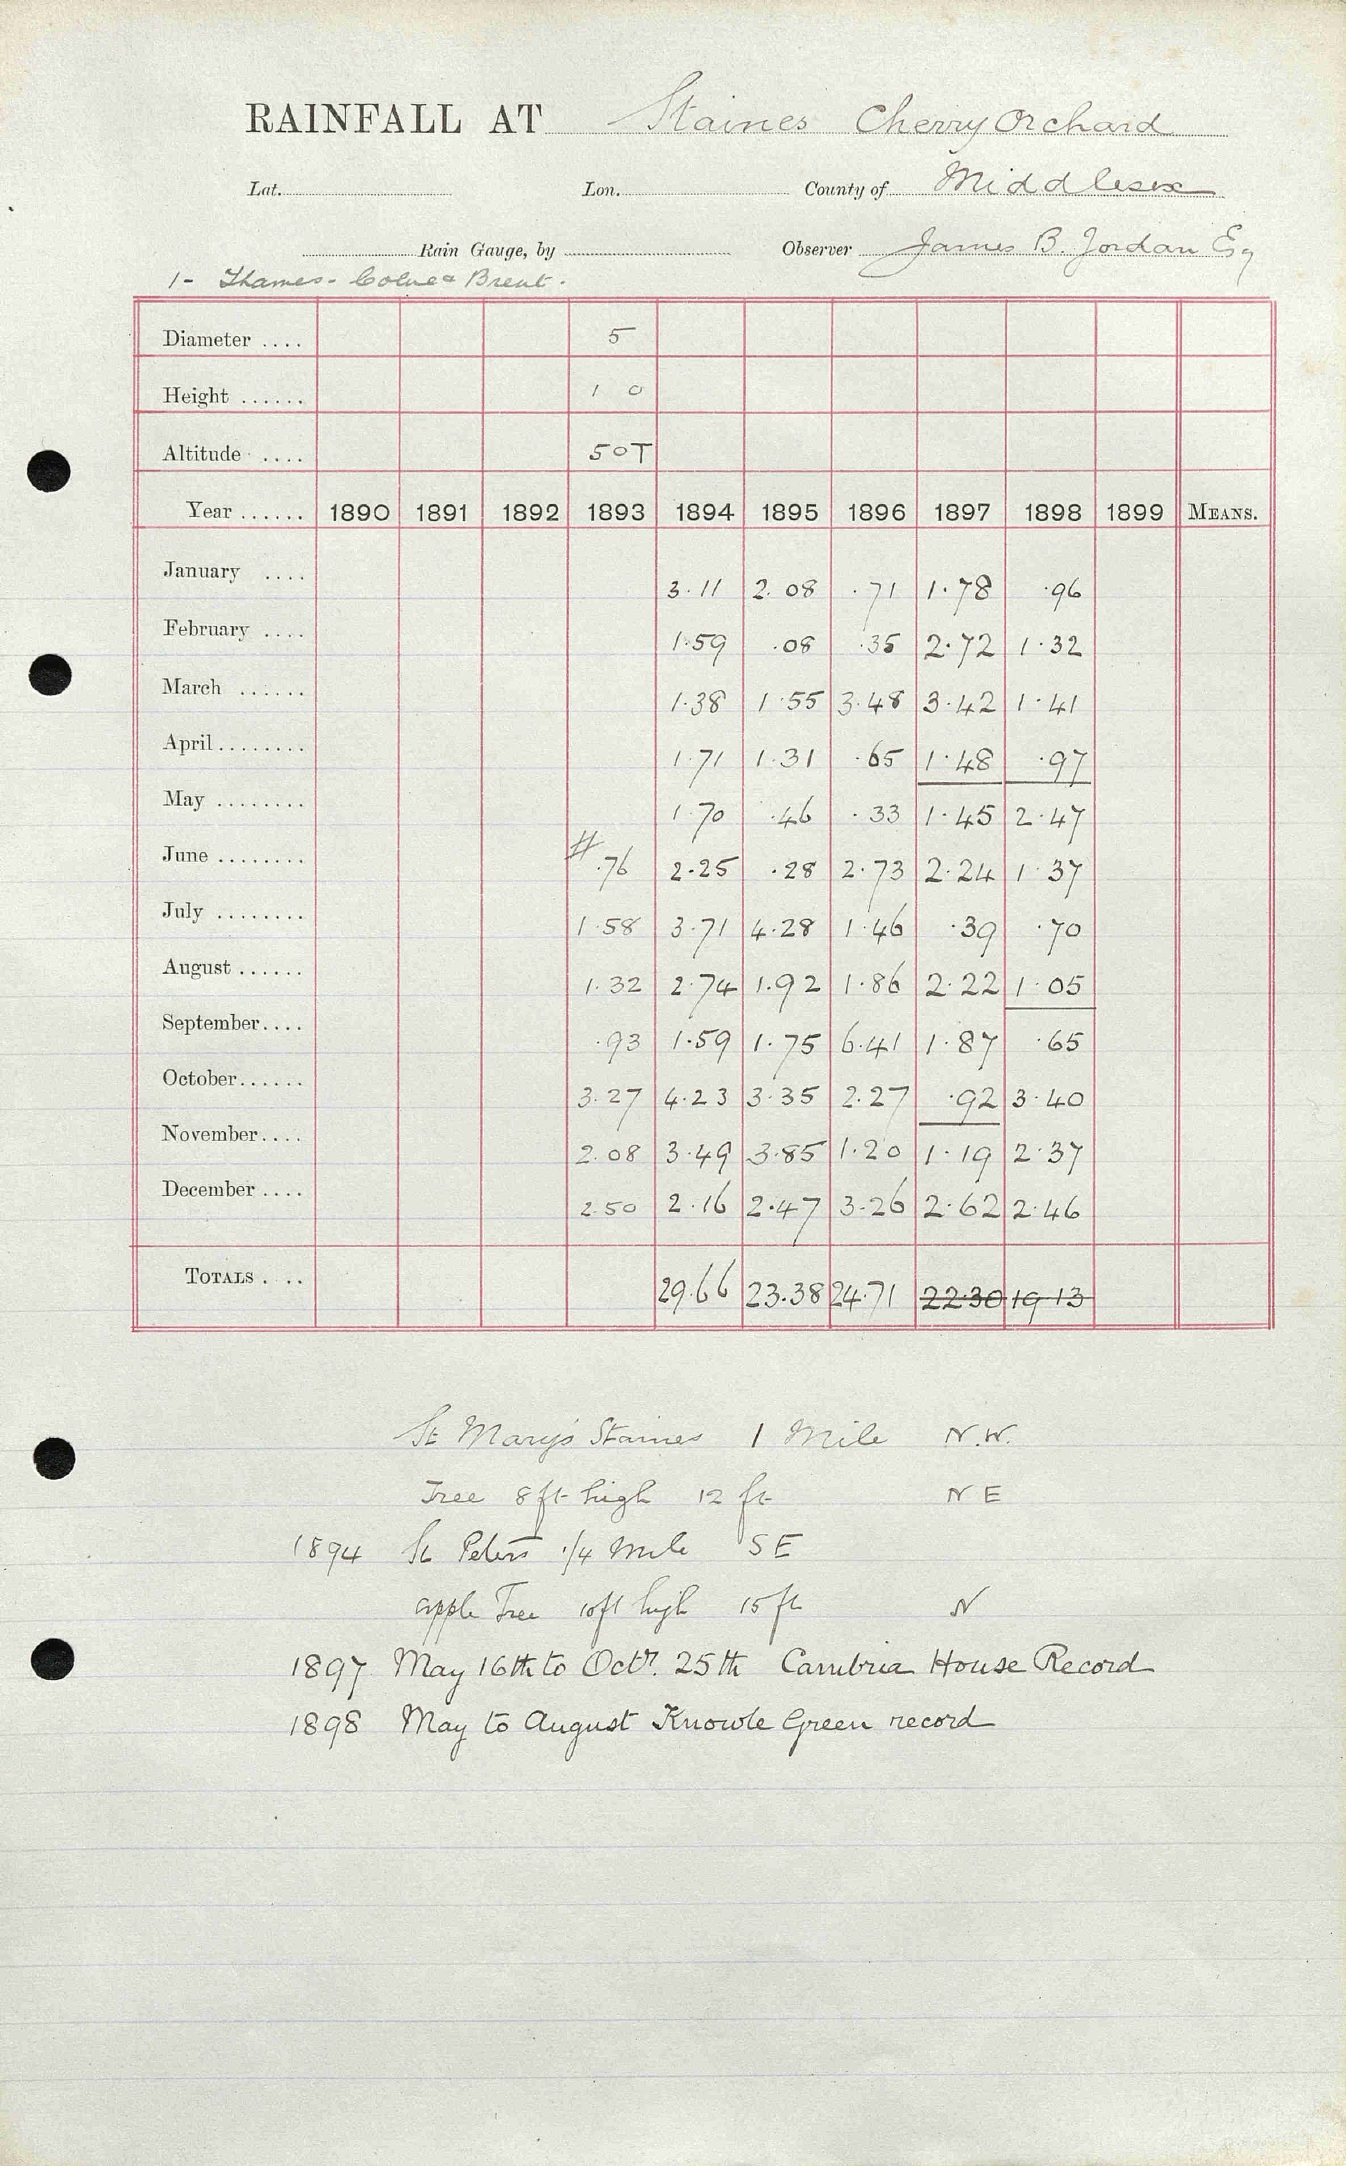 RAINFALL AT Staines Cherry Orchard
Lat. Lon. County of Middlesex
Rain Gauge, by Observer James B. Jordan Esq
1- Thames - Colne & Brent.
Diameter .... 5
Height ...... 1 0
Altitude .... 50T
Year ...... 1890 1891 1892 1893 1894 1895 1896 1897 1898 1899 MEANS.
January .... 3.11 2.08 .71 1.78 .96
February .... 1.59 .08 .35 2.72 1.32
March ...... 1.38 1.55 3.48 3.42 1.41
April........ 1.71 1.31 .65 1.48 .97
May ........ 1.70 .46 .33 1.45 2.47
June ........ # .76 2.25 .28 2.73 2.24 1.37
July ........ 1.58 3.71 4.28 1.46 .39 .70
August ...... 1.32 2.74 1.92 1.86 2.22 1.05
September.... .93 1.59 1.75 6.41 1.87 .65
October...... 3.27 4.23 3.35 2.27 .92 3.40
November.... 2.08 3.49 3.85 1.20 1.19 2.37
December .... 2.50 2.16 2.47 3.26 2.62 2.46
TOTALS . .. 29.66 23.38 24.71 22.30 19.13
St Mary's Staines 1 Mile N.W.
Tree 8ft high 12 ft N E
1894 St Peters 1/4 Mile S E
apple Tree 10ft high 15 ft N
1897 May 16th to Octr. 25th Cambria House Record
1898 May to August Knowle Green record